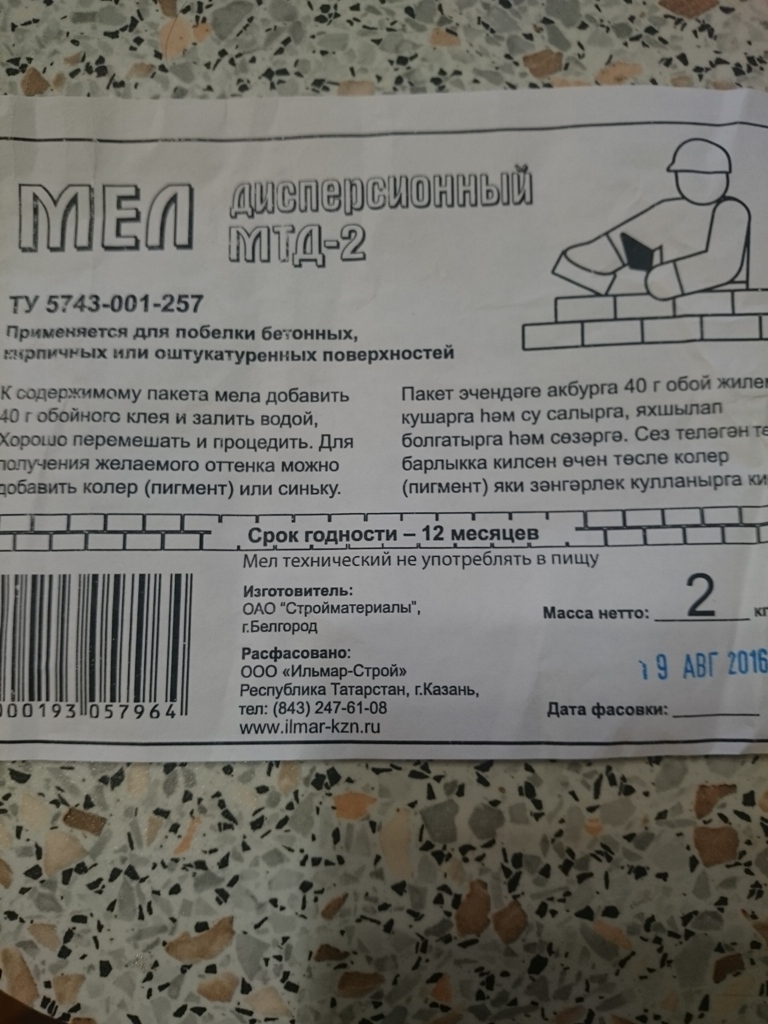 МЕЛ дисперсионный
МТД-2
ТУ 5743-001-257
Применяется для побелки бетонных,
кирпичных или оштукатуренных поверхностей
К содержимому пакета мела добавить
40 г обойного клея и залить водой,
Хорошо перемешать и процедить. Для
получения желаемого оттенка можно
добавить колер (пигмент) или синьку.
Пакет эчендәге акбурга 40 г обой
кушарга һәм су салырга, яхшылап
болгатырга һәм сөзәргә. Сез теләгән
барлыкка килсен өчен төсле колер
(пигмент) яки зәнгәрлек кулланырга
Срок годности – 12 месяцев
Мел технический не употреблять в пищу
Изготовитель:
ОАО "Стройматериалы",
г.Белгород
Расфасовано:
ООО «Ильмар-Строй»
Республика Татарстан, г.Казань,
тел: (843) 247-61-08
www.ilmar-kzn.ru
Масса нетто: 2 кг
19 АВГ 2016
Дата фасовки:
000193 057964